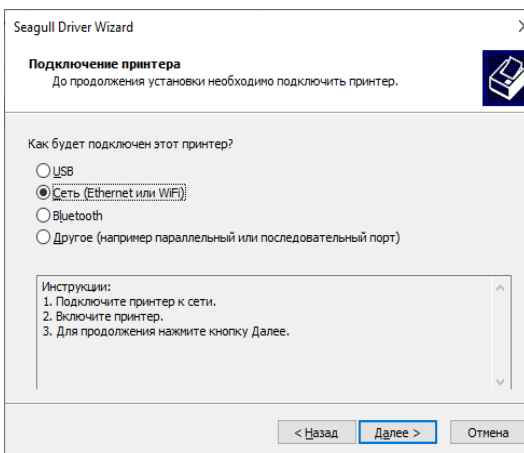 Seagull Driver Wizard
Подключение принтера
До продолжения установки необходимо подключить принтер.
Как будет подключен этот принтер?
USB
Сеть (Ethernet или WiFi)
Bluetooth
Другое (например параллельный или последовательный порт)
Инструкции:
1. Подключите принтер к сети.
2. Включите принтер.
3. Для продолжения нажмите кнопку Далее.
< Назад
Далее >
Отмена